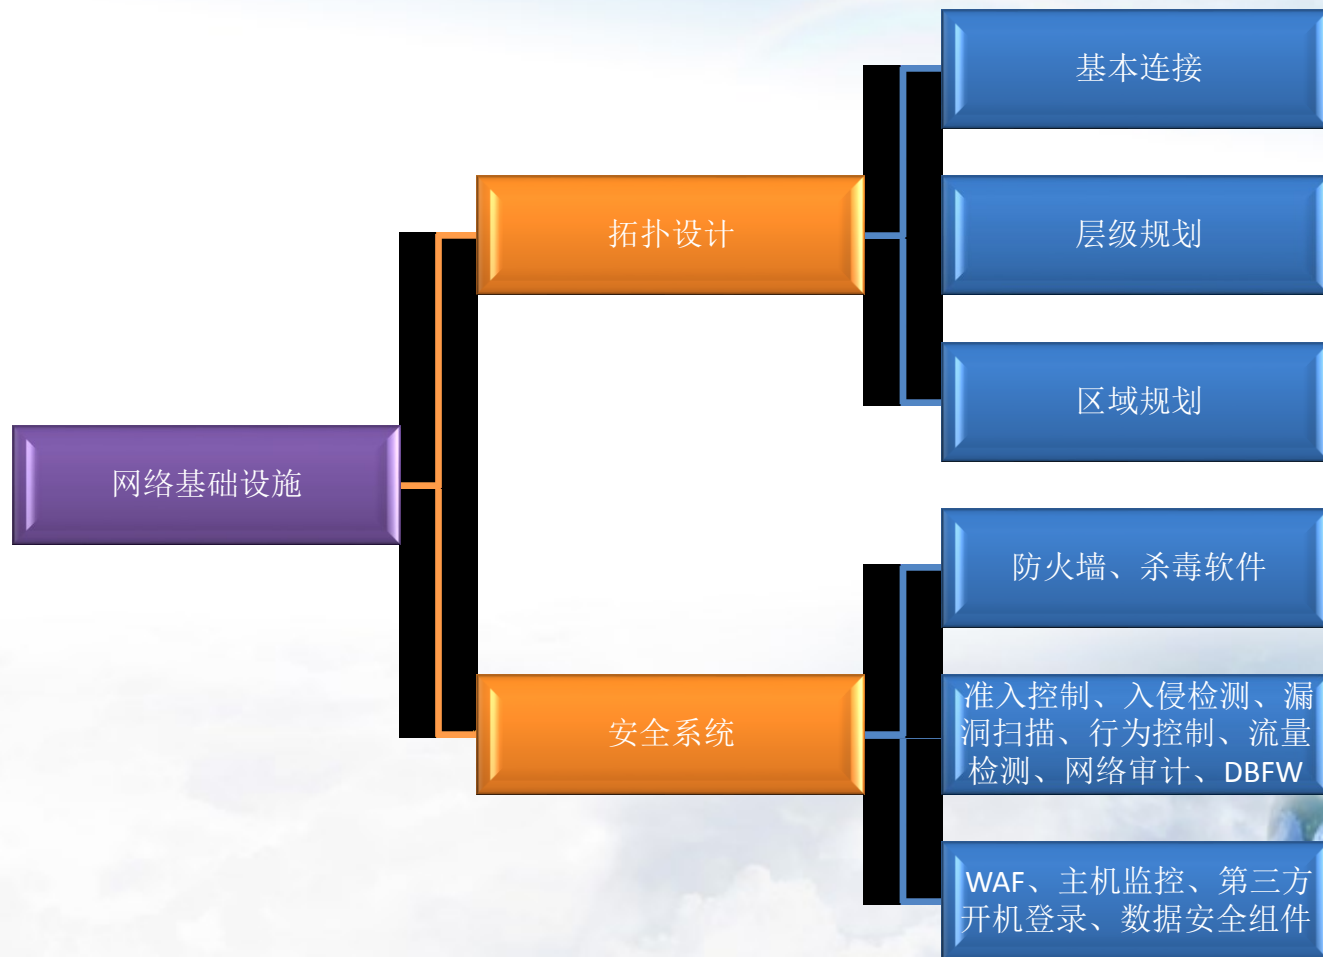 基本连接
拓扑设计
层级规划
区域规划
网络基础设施
防火墙、杀毒软件
安全系统
准入控制、入侵检测、漏
洞扫描、行为控制、流量
检测、网络审计、DBFW
WAF、主机监控、第三方
开机登录、数据安全组件